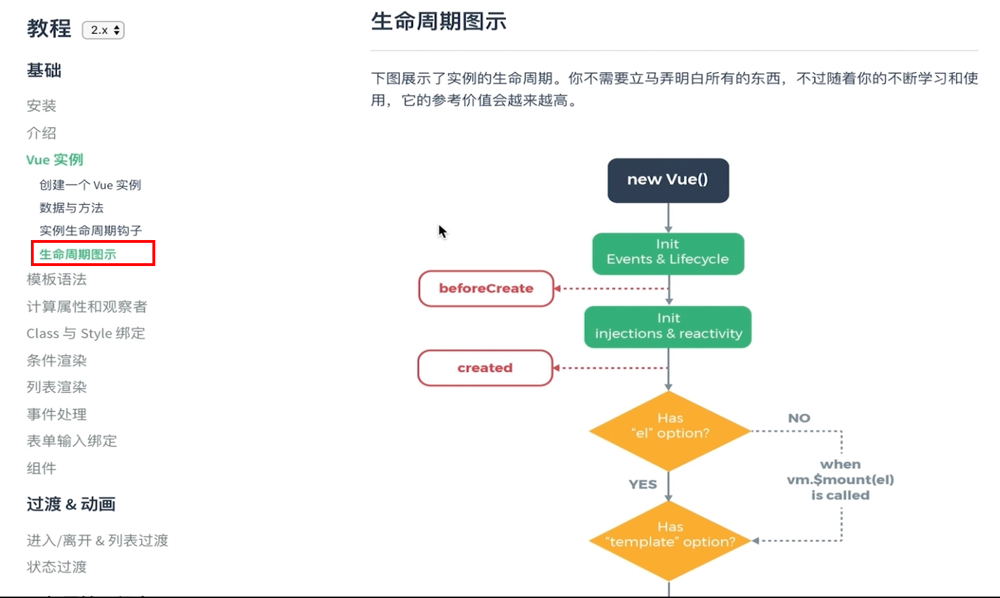 教程 2.x
基础
安装
介绍
Vue 实例
创建一个 Vue 实例
数据与方法
实例生命周期钩子
生命周期图示
模板语法
计算属性和观察者
Class 与 Style 绑定
条件渲染
列表渲染
事件处理
表单输入绑定
组件
过渡 & 动画
进入/离开 & 列表过渡
状态过渡
生命周期图示
下图展示了实例的生命周期。你不需要立马弄明白所有的东西，不过随着你的不断学习和使
用，它的参考价值会越来越高。
new Vue()
Init
Events & Lifecycle
beforeCreate
Init
injections & reactivity
created
Has
“el” option?
NO
when
vm.$mount(el)
is called
YES
Has
“template” option?